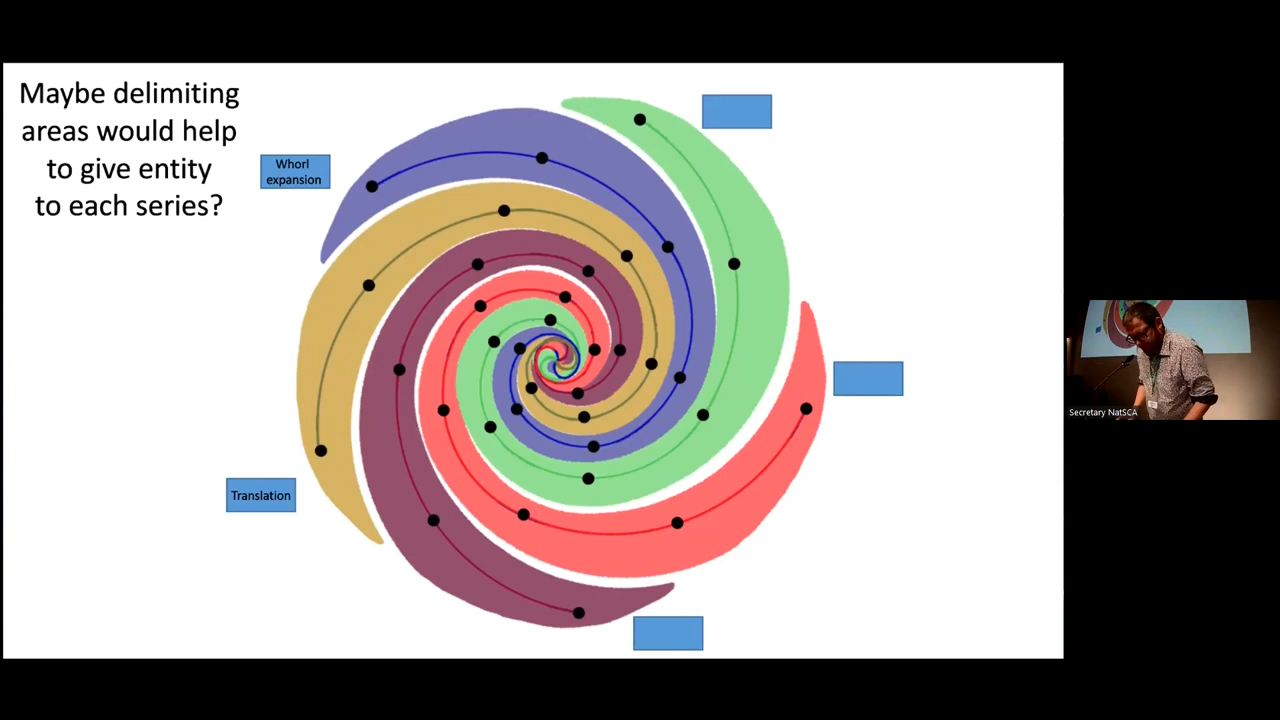 Maybe delimiting
areas would help
to give entity
to each series?
Whorl
expansion
Translation
Secretary NatSCA